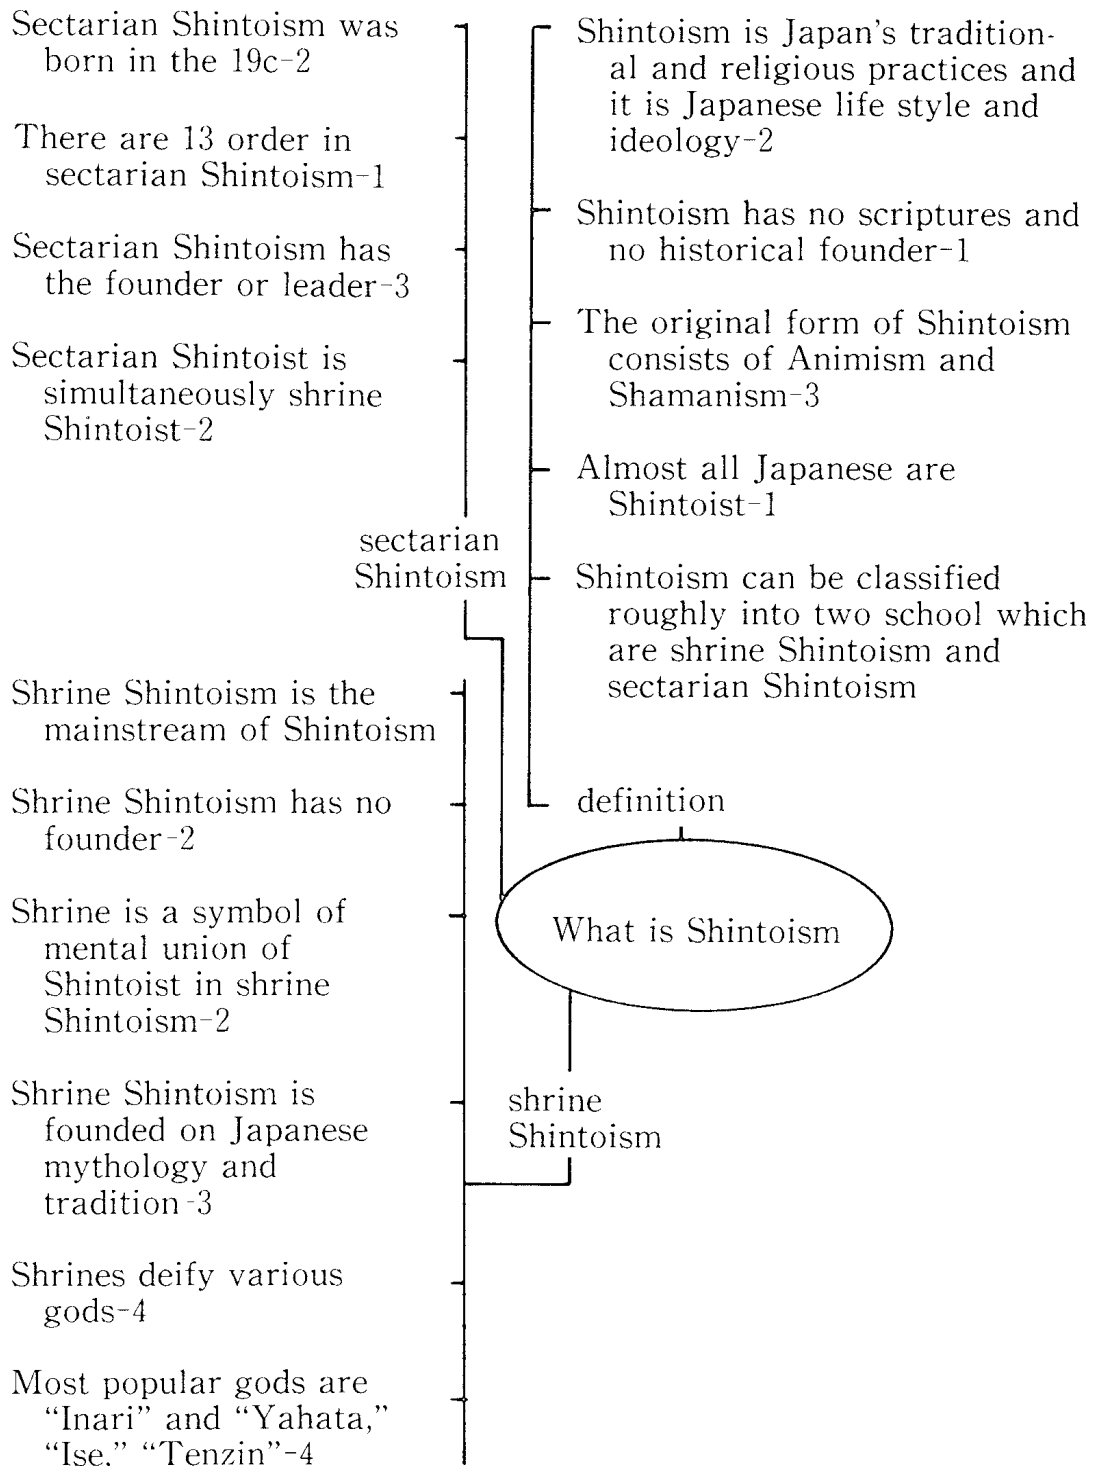 Sectarian Shintoism was
born in the 19c-2
There are 13 order in
sectarian Shintoism-1
Sectarian Shintoism has
the founder or leader-3
Sectarian Shintoist is
simultaneously shrine
Shintoist-2
sectarian
Shintoism
Shintoism is Japan's tradition-
al and religious practices and
it is Japanese life style and
ideology-2
Shintoism has no scriptures and
no historical founder-1
The original form of Shintoism
consists of Animism and
Shamanism-3
Almost all Japanese are
Shintoist-1
Shintoism can be classified
roughly into two school which
are shrine Shintoism and
sectarian Shintoism
definition
What is Shintoism
Shrine Shintoism is the
mainstream of Shintoism
Shrine Shintoism has no
founder-2
Shrine is a symbol of
mental union of
Shintoist in shrine
Shintoism-2
Shrine Shintoism is
founded on Japanese
mythology and
tradition-3
Shrines deify various
gods-4
Most popular gods are
“Inari” and “Yahata,”
“Ise,” “Tenzin”-4
shrine
Shintoism